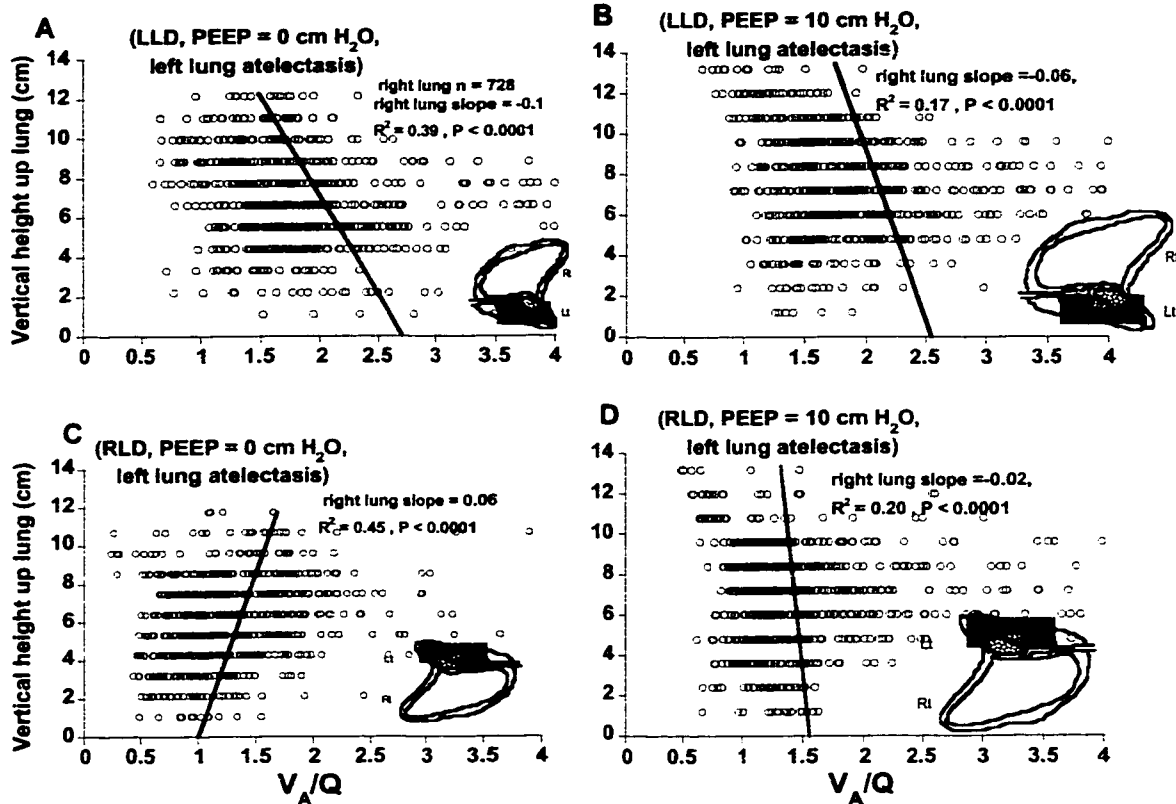 A
(LLD, PEEP = 0 cm H₂O,
left lung atelectasis)
right lung n = 728
right lung slope = -0.1
R² = 0.39 , P < 0.0001
Vertical height up lung (cm)
14
12
10
8
6
4
2
0
0 0.5 1 1.5 2 2.5 3 3.5 4
R
Lt
B
(LLD, PEEP = 10 cm H₂O,
left lung atelectasis)
right lung slope =-0.06,
R² = 0.17 , P < 0.0001
14
12
10
8
6
4
2
0
0 0.5 1 1.5 2 2.5 3 3.5 4
Lt
C
(RLD, PEEP = 0 cm H₂O,
left lung atelectasis)
right lung slope = 0.06
R² = 0.45 , P < 0.0001
Vertical height up lung (cm)
14
12
10
8
6
4
2
0
0 0.5 1 1.5 2 2.5 3 3.5 4
Lt
V_A/Q
D
(RLD, PEEP = 10 cm H₂O,
left lung atelectasis)
right lung slope =-0.02,
R² = 0.20 , P < 0.0001
14
12
10
8
6
4
2
0
0 0.5 1 1.5 2 2.5 3 3.5 4
Rt
V_A/Q